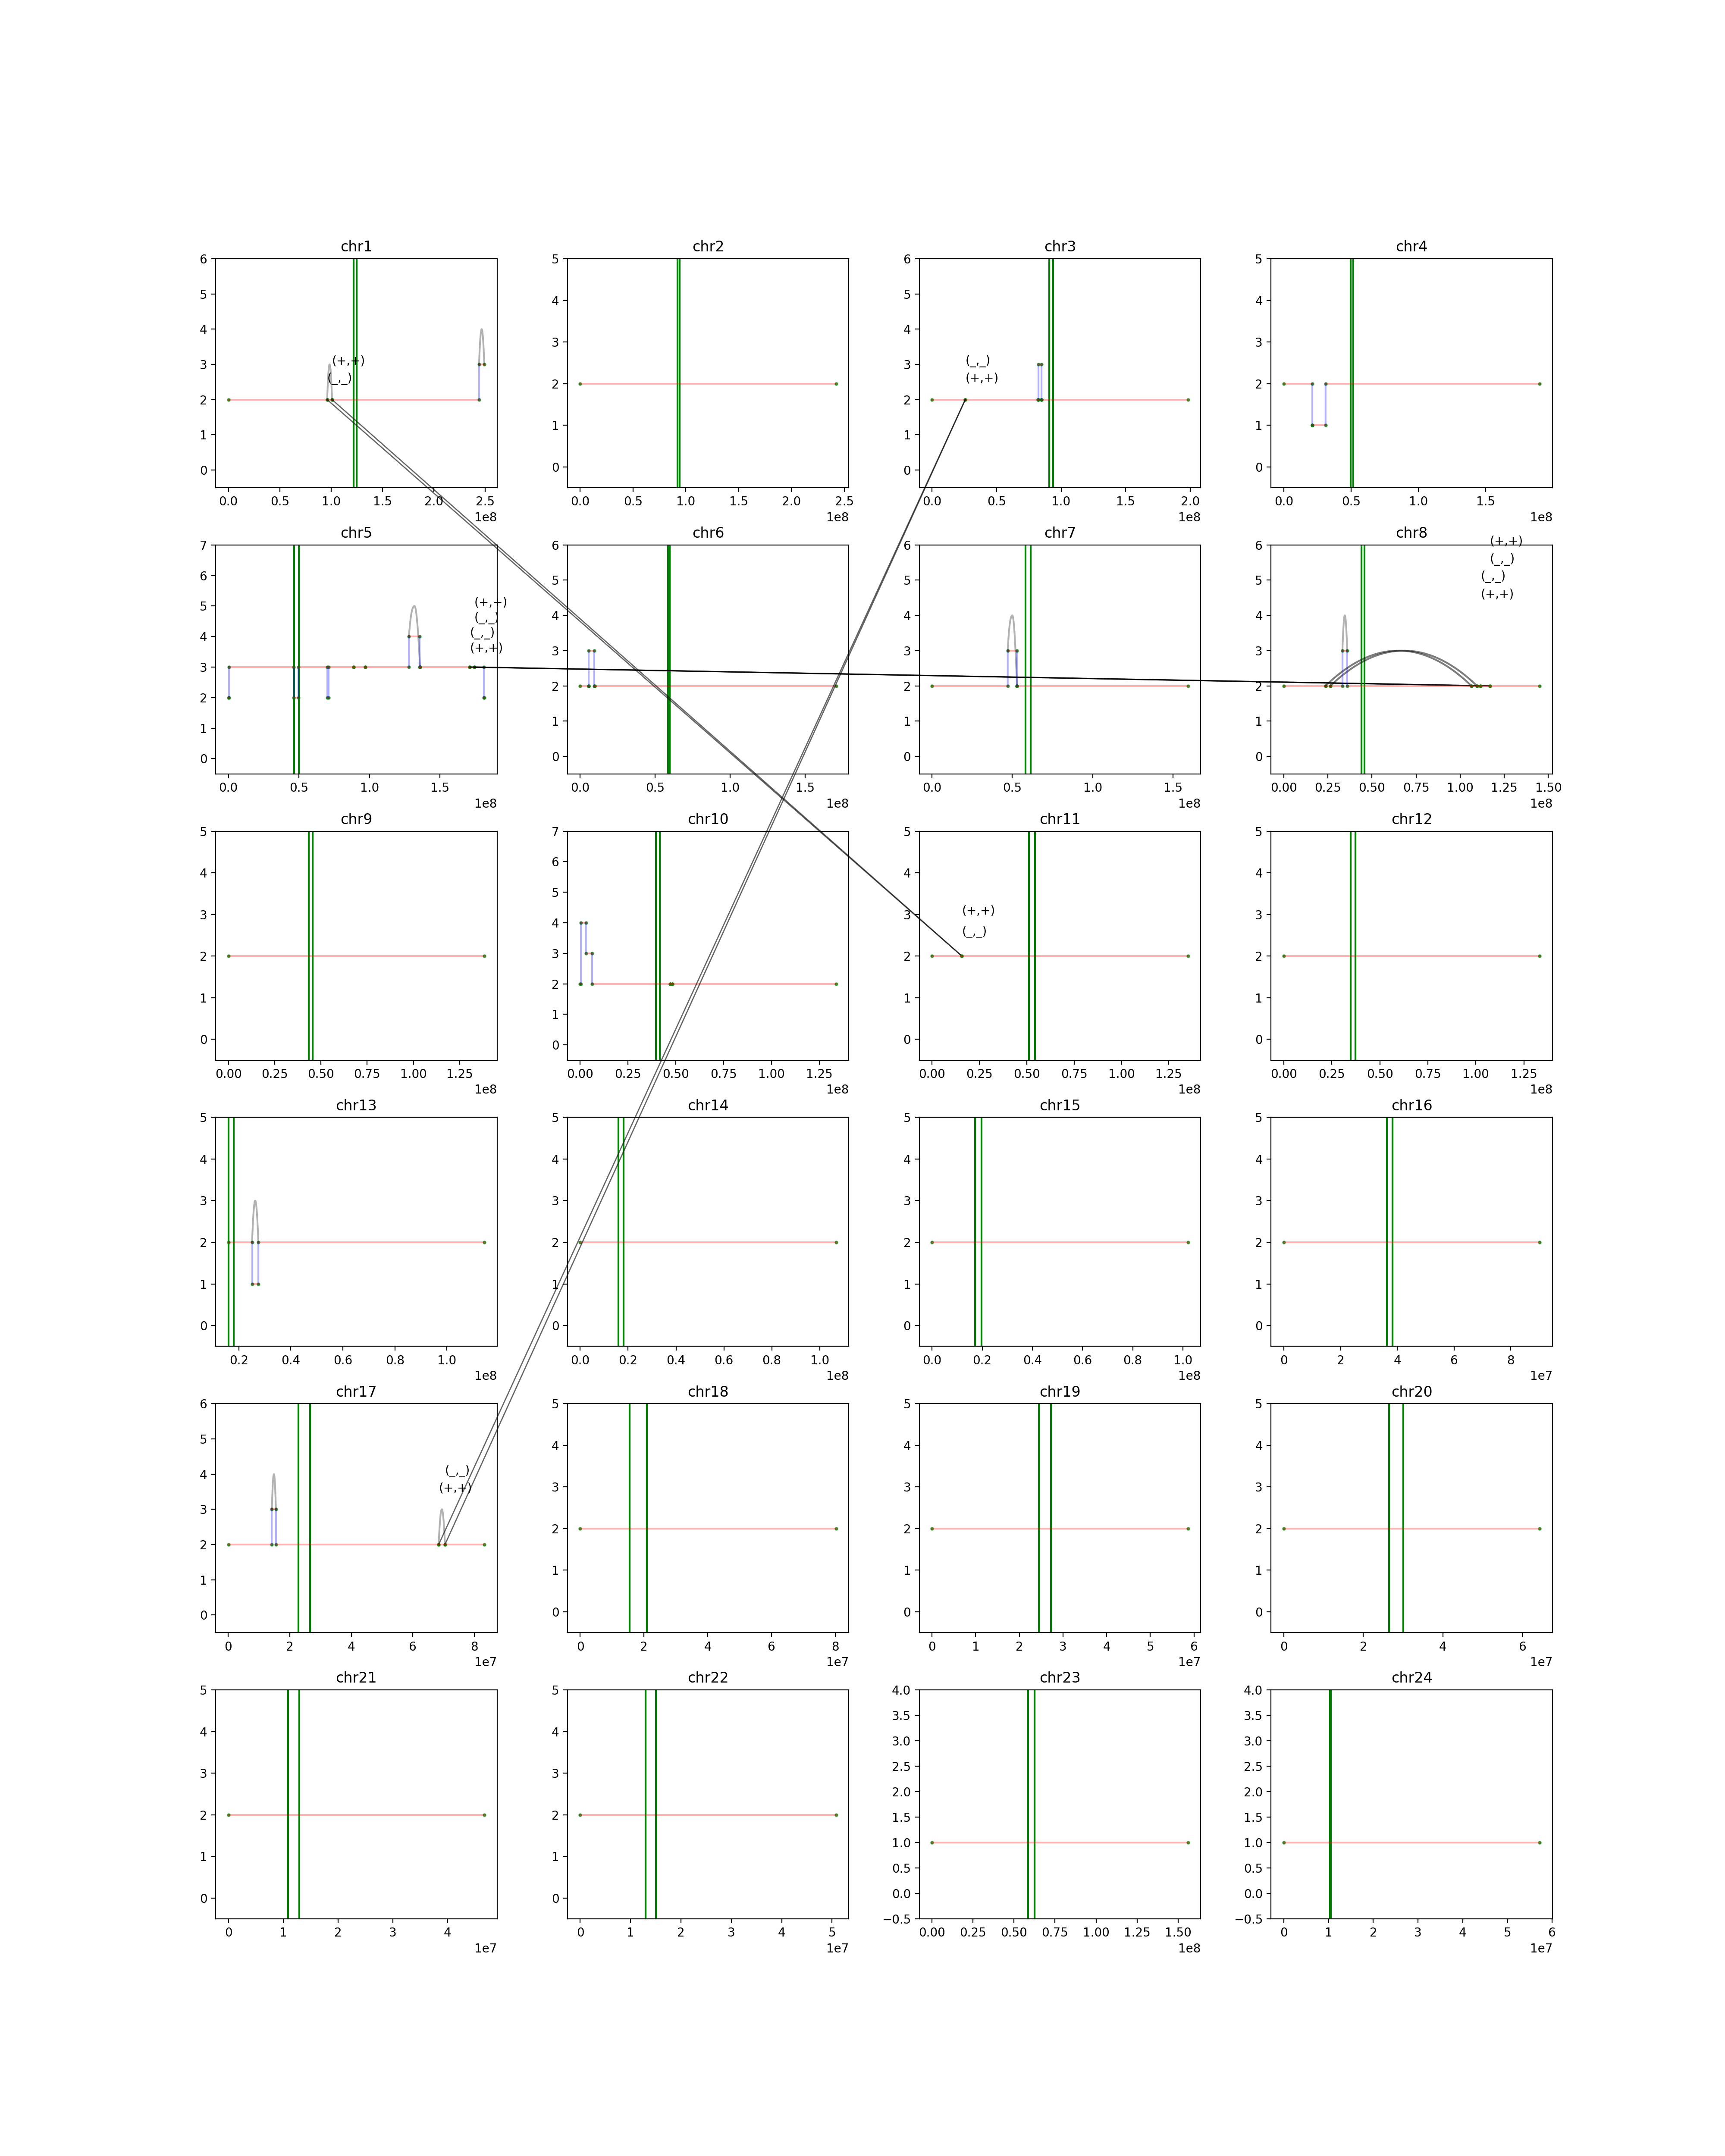 chr1 chr2 chr3 chr4
6 5 6 5
5 4 5 4
4 3 4 3
3 (+,+) 2 3 (_,_) 2
2 (_,_) 1 2 (+,+) 1
1 0 1 0
0 0
0.0 0.5 1.0 1.5 2.0 2.5 0.0 0.5 1.0 1.5 2.0 2.5 0.0 0.5 1.0 1.5 2.0 0.0 0.5 1.0 1.5
1e8 1e8 1e8 1e8
chr5 chr6 chr7 chr8
7 6 6 6 (+,+)
6 5 5 5 (_,_)
5 (+,+) 4 4 4 (_,_)
4 (_,_) 3 3 3 (+,+)
3 (_,_) 2 2 2
2 (+,+) 1 1 1
1 0 0 0
0
0.0 0.5 1.0 1.5 0.0 0.5 1.0 1.5 0.0 0.5 1.0 1.5 0.00 0.25 0.50 0.75 1.00 1.25 1.50
1e8 1e8 1e8 1e8
chr9 chr10 chr11 chr12
5 7 5 5
4 6 4 4
3 5 3 (+,+) 3
2 4 2 (_,_) 2
1 3 1 1
0 2 0 0
1
0
0.00 0.25 0.50 0.75 1.00 1.25 0.00 0.25 0.50 0.75 1.00 1.25 0.00 0.25 0.50 0.75 1.00 1.25 0.00 0.25 0.50 0.75 1.00 1.25
1e8 1e8 1e8 1e8
chr13 chr14 chr15 chr16
5 5 5 5
4 4 4 4
3 3 3 3
2 2 2 2
1 1 1 1
0 0 0 0
0.2 0.4 0.6 0.8 1.0 0.0 0.2 0.4 0.6 0.8 1.0 0.0 0.2 0.4 0.6 0.8 1.0 0 2 4 6 8
1e8 1e8 1e8 1e7
chr17 chr18 chr19 chr20
6 5 5 5
5 4 4 4
4 (_,_) 3 3 3
3 (+,+) 2 2 2
2 1 1 1
1 0 0 0
0
0 2 4 6 8 0 2 4 6 8 0 1 2 3 4 5 6 0 2 4 6
1e7 1e7 1e7 1e7
chr21 chr22 chr23 chr24
5 5 4.0 4.0
4 4 3.5 3.5
3 3 3.0 3.0
2 2 2.5 2.5
1 1 2.0 2.0
0 0 1.5 1.5
1.0 1.0
0.5 0.5
0.0 0.0
−0.5 −0.5
0 1 2 3 4 0 1 2 3 4 5 0.00 0.25 0.50 0.75 1.00 1.25 1.50 0 1 2 3 4 5 6
1e7 1e7 1e8 1e7